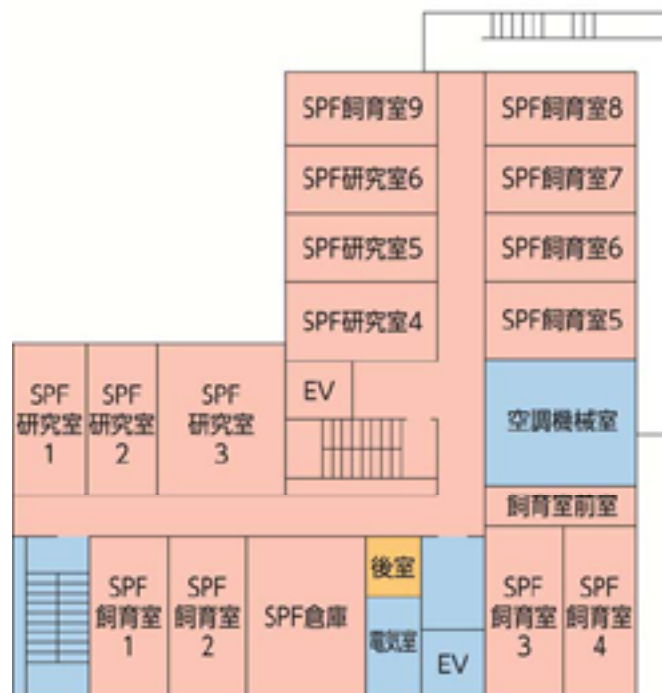 SPF飼育室9
SPF飼育室8
SPF研究室6
SPF飼育室7
SPF研究室5
SPF飼育室6
SPF研究室4
SPF飼育室5
SPF
研究室
1
SPF
研究室
2
SPF
研究室
3
EV
空調機械室
飼育室前室
SPF
飼育室
1
SPF
飼育室
2
SPF倉庫
後室
電気室
EV
SPF
飼育室
3
SPF
飼育室
4